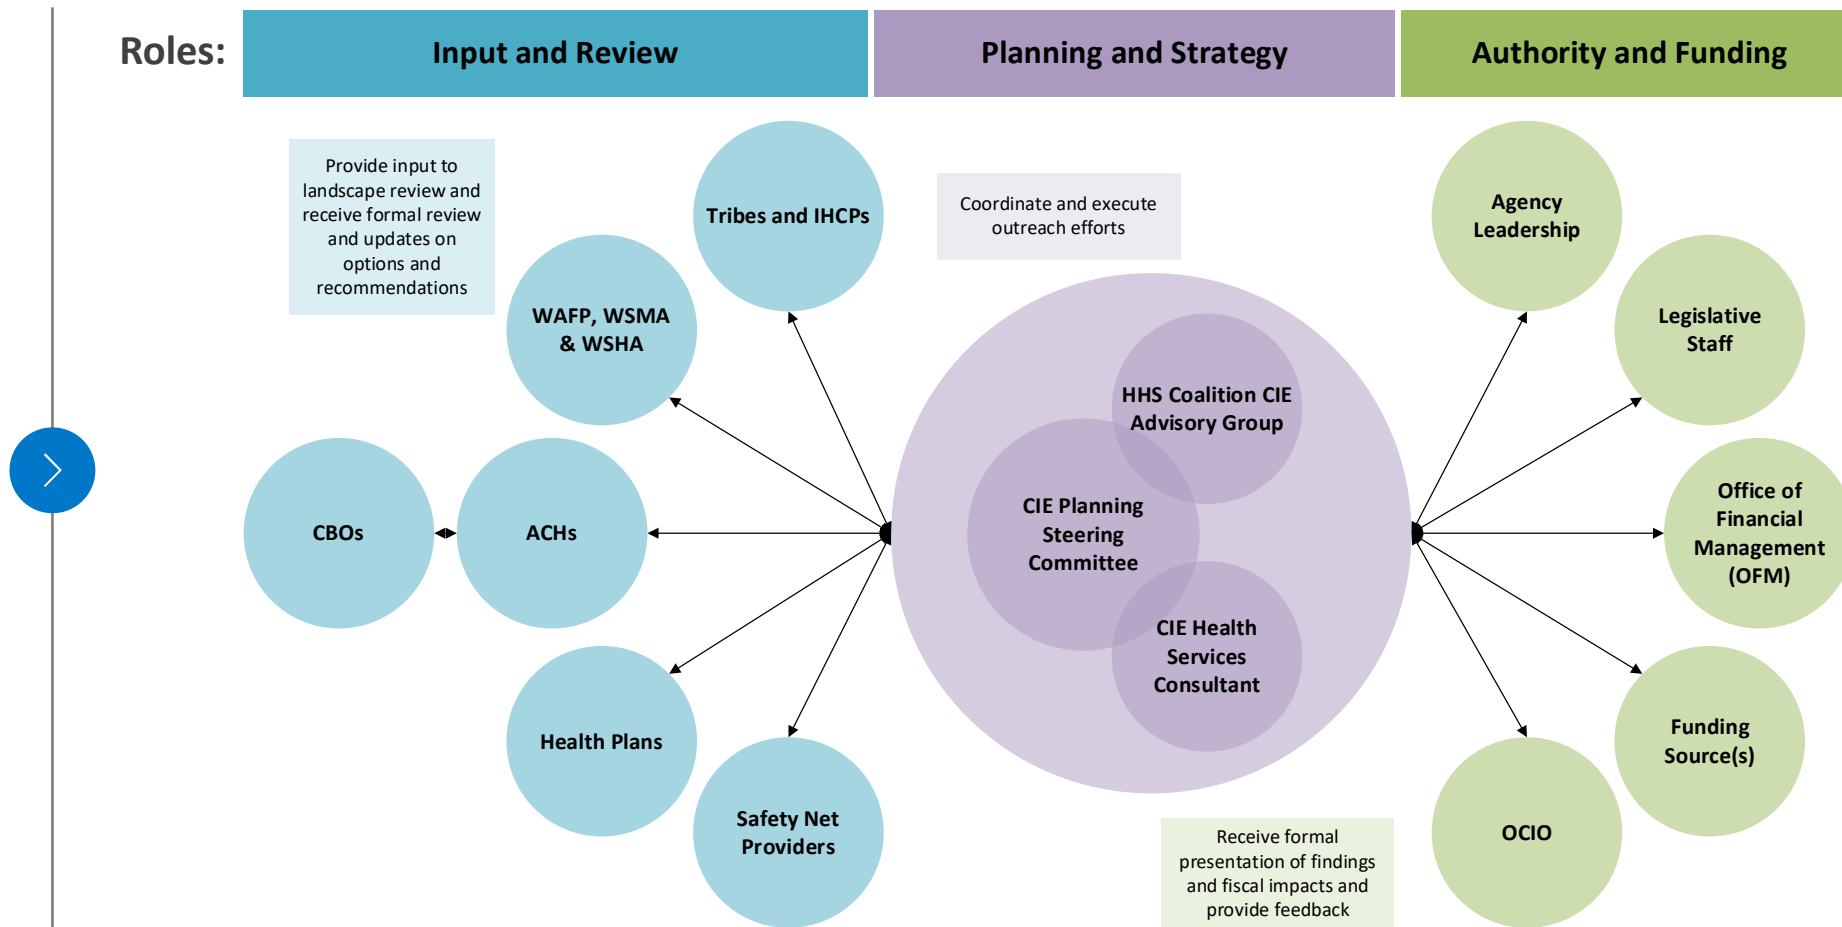 Roles:
Input and Review
Planning and Strategy
Authority and Funding
Provide input to
landscape review and
receive formal review
and updates on
options and
recommendations
Tribes and IHCPs
WAFP, WSMA
& WSHA
CBOs
ACHs
Health Plans
Safety Net
Providers
Coordinate and execute
outreach efforts
HHS Coalition CIE
Advisory Group
CIE Planning
Steering
Committee
CIE Health
Services
Consultant
Receive formal
presentation of findings
and fiscal impacts and
provide feedback
Agency
Leadership
Legislative
Staff
Office of
Financial
Management
(OFM)
Funding
Source(s)
OCIO